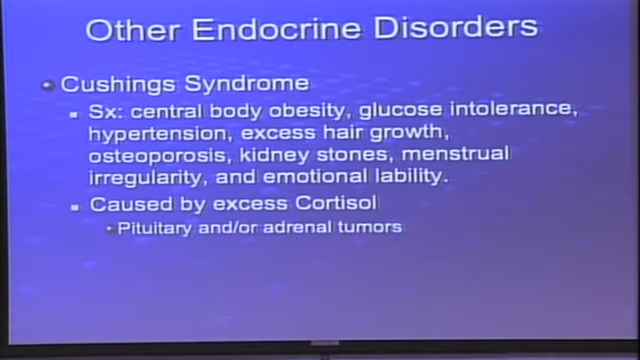 Other Endocrine Disorders
Cushings Syndrome
Sx: central body obesity, glucose intolerance,
hypertension, excess hair growth,
osteoporosis, kidney stones, menstrual
irregularity, and emotional lability.
Caused by excess Cortisol
Pituitary and/or adrenal tumors